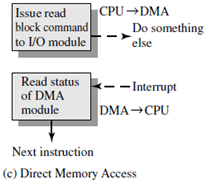 Issue read
block command
to I/O module
CPU → DMA
Do something
else
Read status
of DMA
module
Interrupt
DMA → CPU
Next instruction
(c) Direct Memory Access